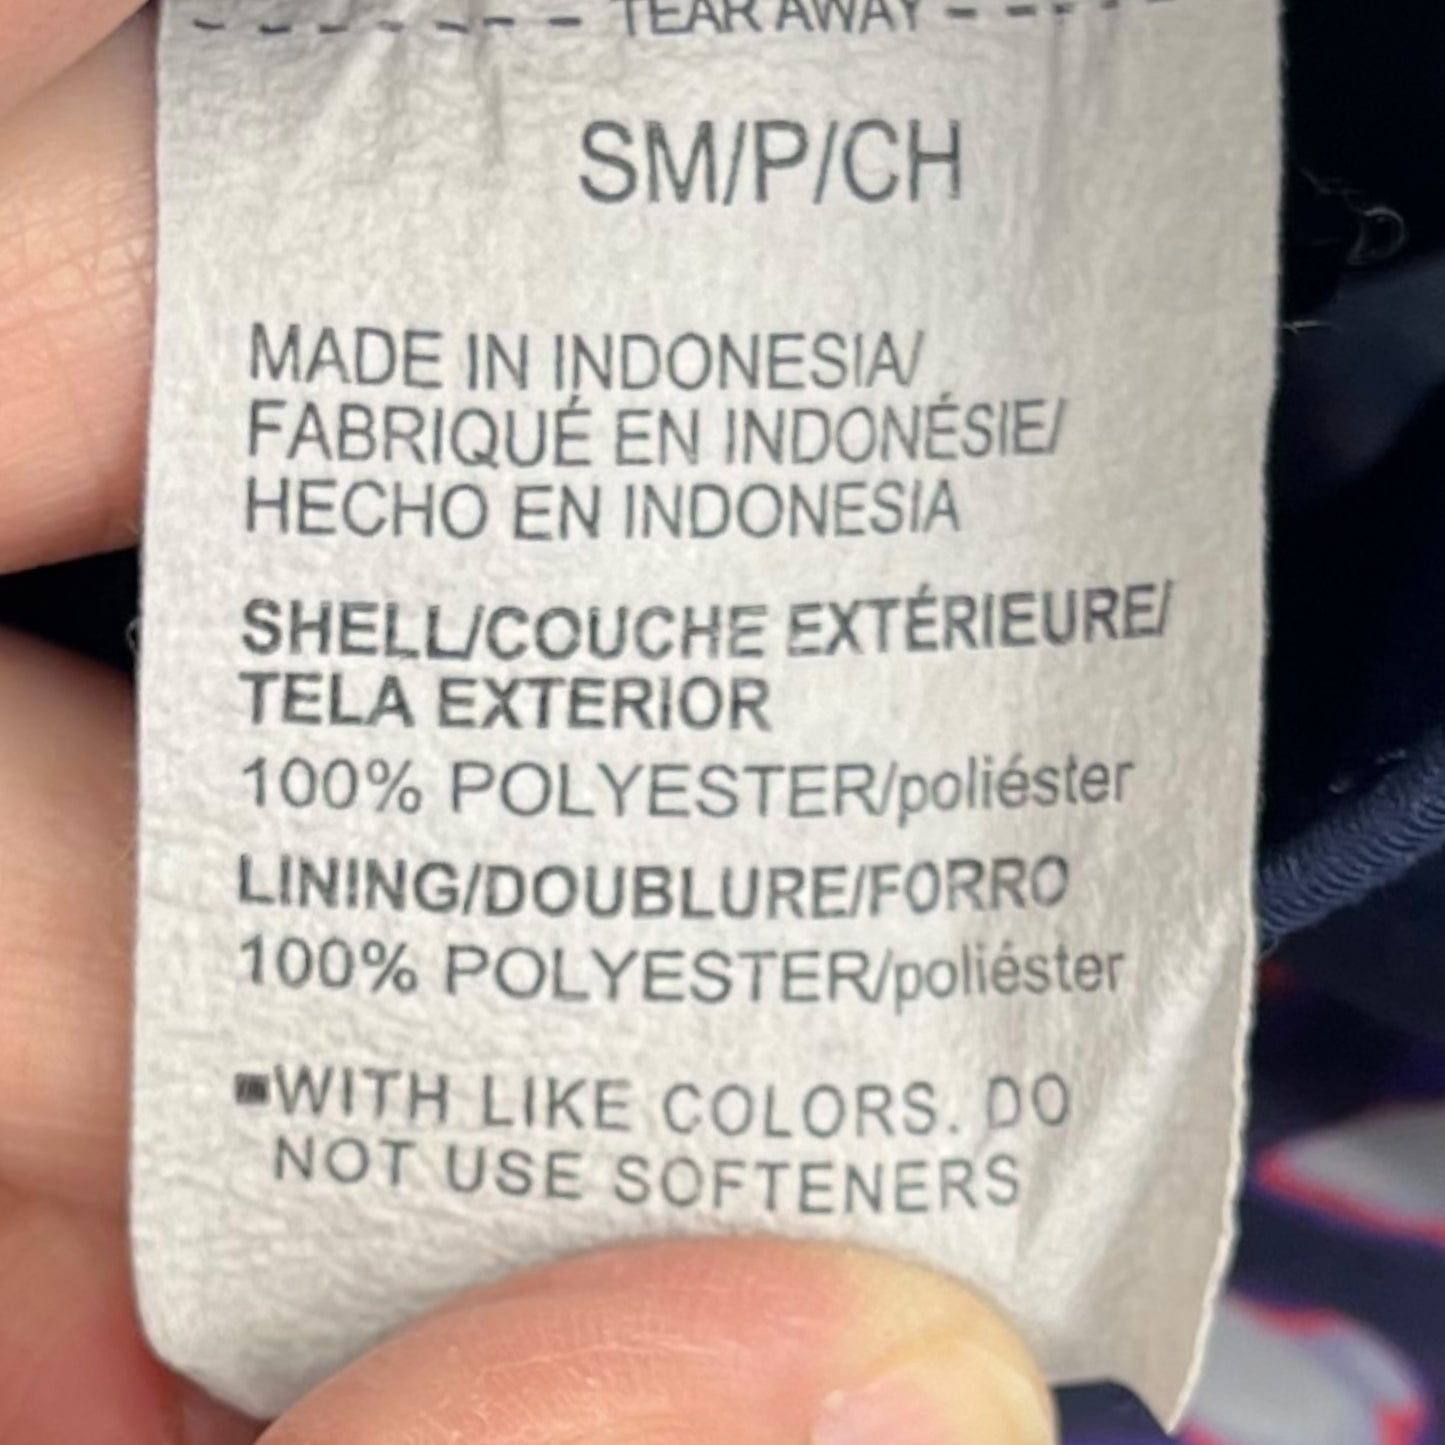 TEAR AWAY
SM/P/CH
MADE IN INDONESIA/
FABRIQUÉ EN INDONÉSIE/
HECHO EN INDONESIA
SHELL/COUCHE EXTÉRIEURE/
TELA EXTERIOR
100% POLYESTER/poliéster
LINING/DOUBLURE/FORRO
100% POLYESTER/poliéster
WITH LIKE COLORS. DO
NOT USE SOFTENERS